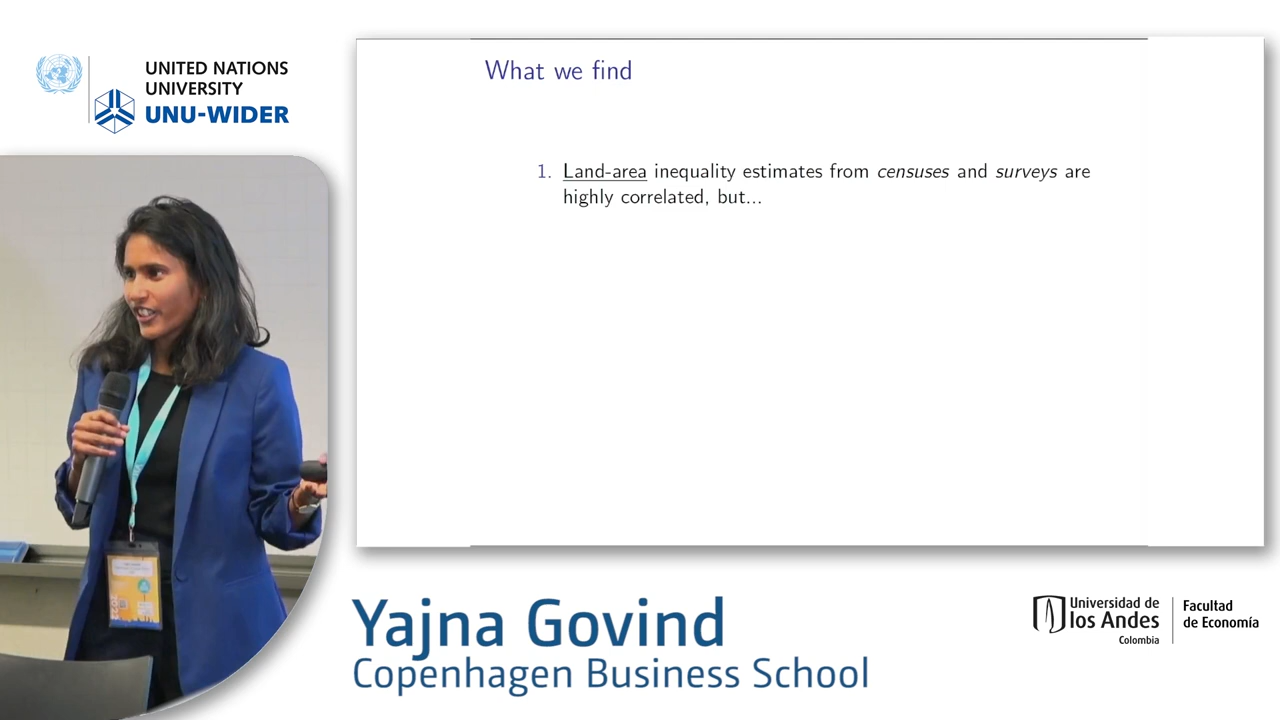 UNITED NATIONS
UNIVERSITY
UNU-WIDER
What we find
1. Land-area inequality estimates from censuses and surveys are
highly correlated, but...
Yajna Govind
Copenhagen Business School
Universidad de
los Andes
Colombia
Facultad
de Economía